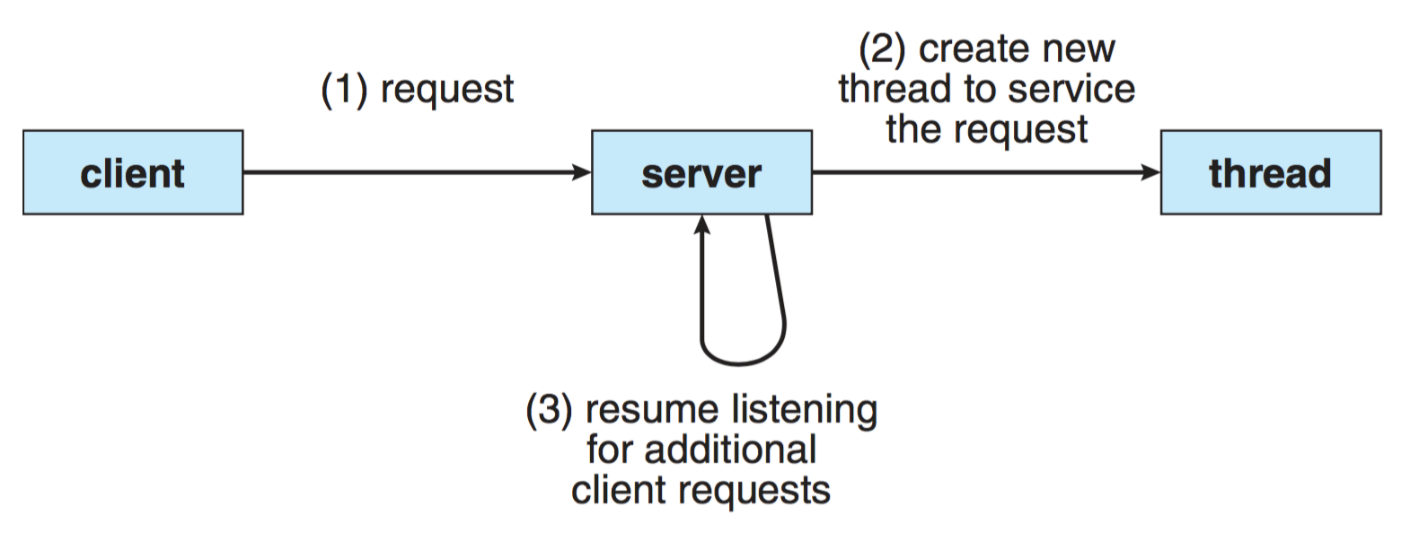 (1) request
(2) create new
thread to service
the request
client
server
thread
(3) resume listening
for additional
client requests